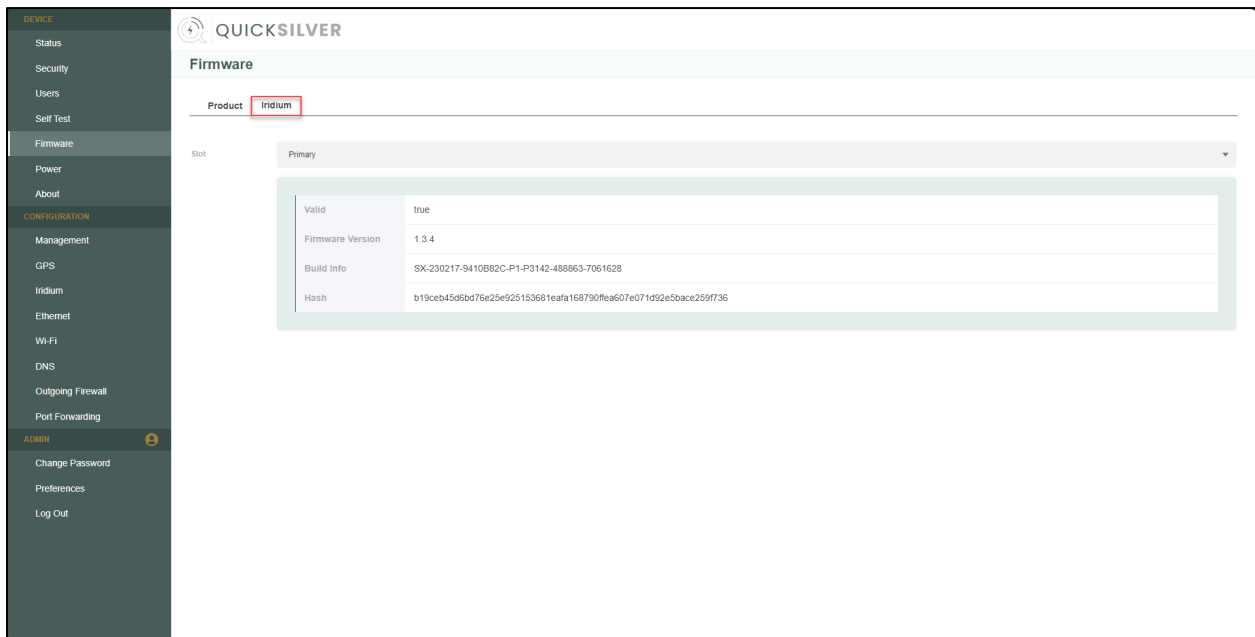 DEVICE
Status
Security
Users
Self Test
Firmware
Power
About
CONFIGURATION
Management
GPS
Iridium
Ethernet
Wi-Fi
DNS
Outgoing Firewall
Port Forwarding
ADMIN
Change Password
Preferences
Log Out
QUICKSILVER
Firmware
Product Iridium
Slot Primary
Valid true
Firmware Version 1.3.4
Build Info SX-230217-9410B82C-P1-P3142-488863-7061628
Hash b19ceb45d6bd76e25e925153681eafa168790ffea607e071d92e5bace259f736